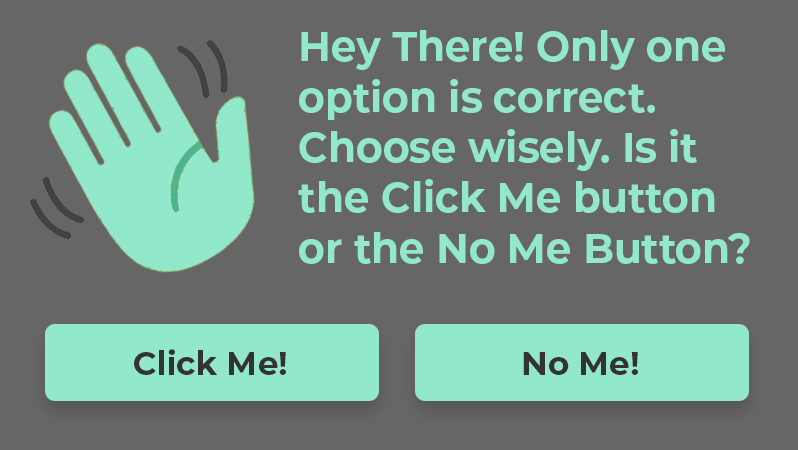 Hey There! Only one
option is correct.
Choose wisely. Is it
the Click Me button
or the No Me Button?
Click Me!
No Me!